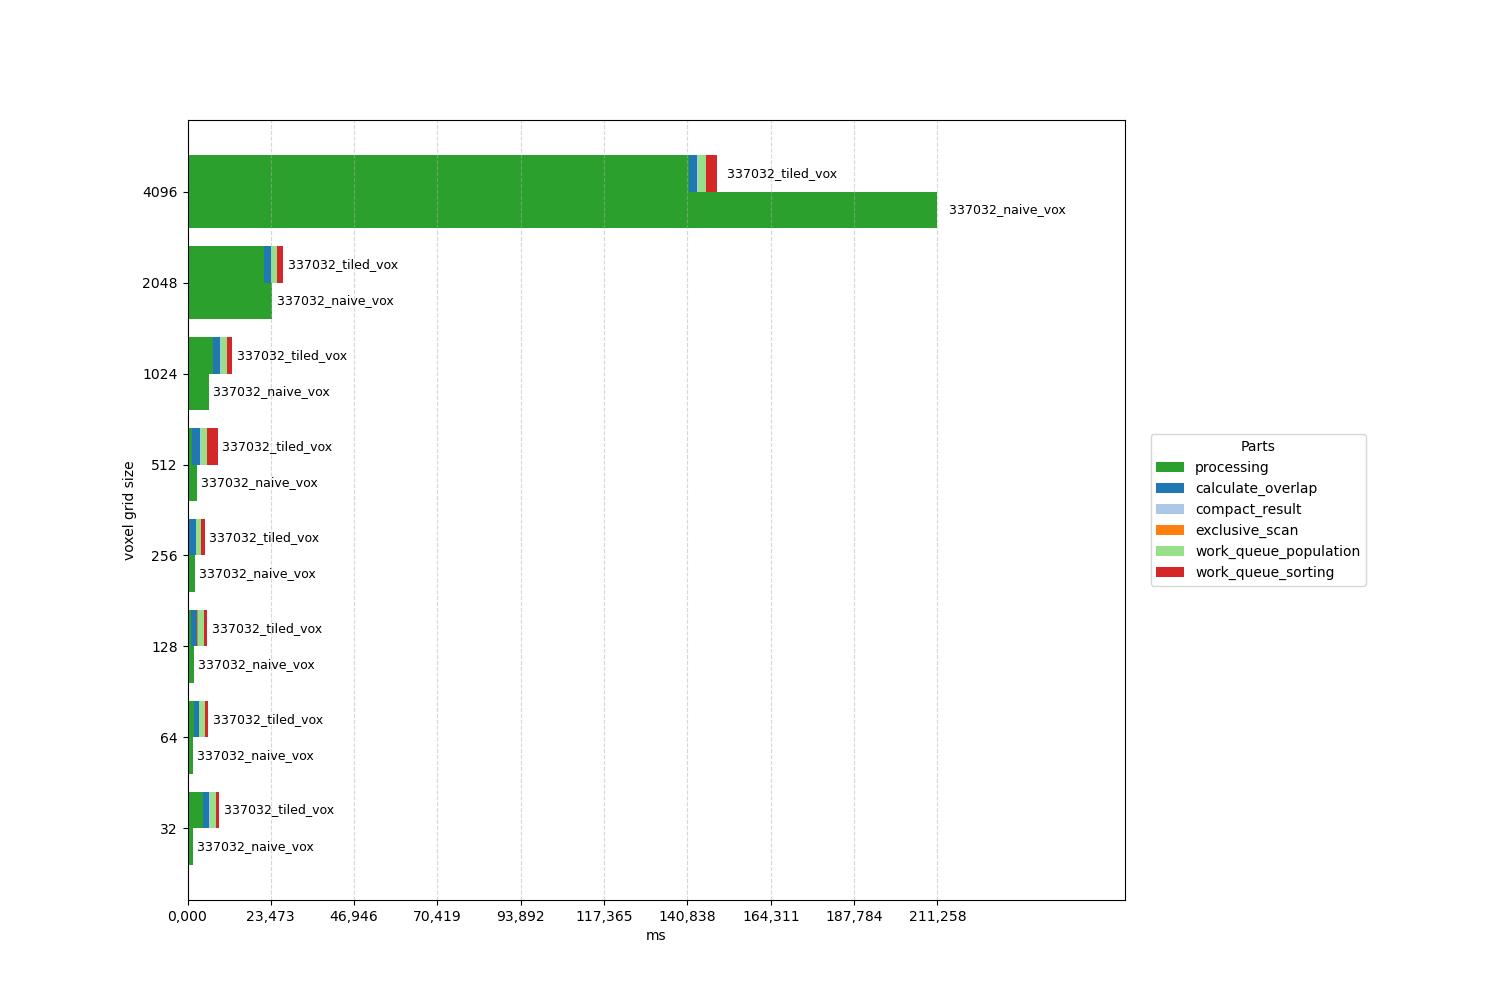 337032_tiled_vox
4096
337032_naive_vox
337032_tiled_vox
2048
337032_naive_vox
337032_tiled_vox
1024
337032_naive_vox
337032_tiled_vox
512
337032_naive_vox
337032_tiled_vox
256
337032_naive_vox
337032_tiled_vox
128
337032_naive_vox
337032_tiled_vox
64
337032_naive_vox
337032_tiled_vox
32
337032_naive_vox
voxel grid size
0,000 23,473 46,946 70,419 93,892 117,365 140,838 164,311 187,784 211,258
ms
Parts
processing
calculate_overlap
compact_result
exclusive_scan
work_queue_population
work_queue_sorting